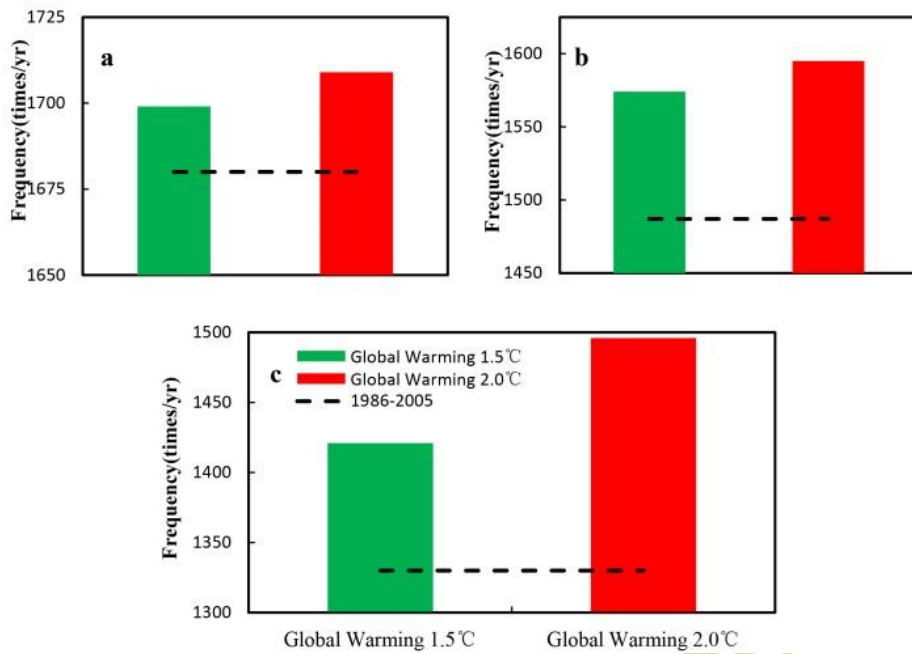 1725
1700
1675
1650
Frequency(times/yr)
a
1600
1550
1500
1450
Frequency(times/yr)
b
1500
1450
1400
1350
1300
Frequency(times/yr)
c
Global Warming 1.5℃
Global Warming 2.0℃
1986-2005
Global Warming 1.5℃
Global Warming 2.0℃